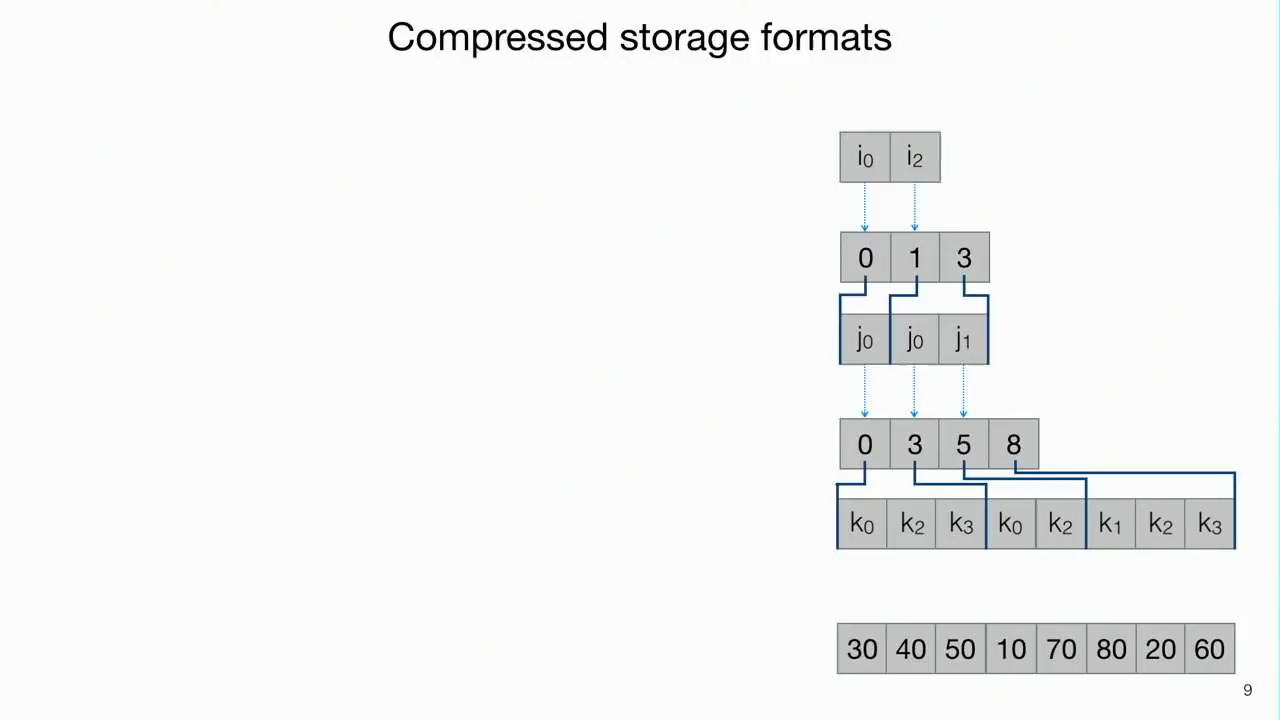 Compressed storage formats
i₀ i₂
0 1 3
j₀ j₀ j₁
0 3 5 8
k₀ k₂ k₃ k₀ k₂ k₁ k₂ k₃
30 40 50 10 70 80 20 60
9